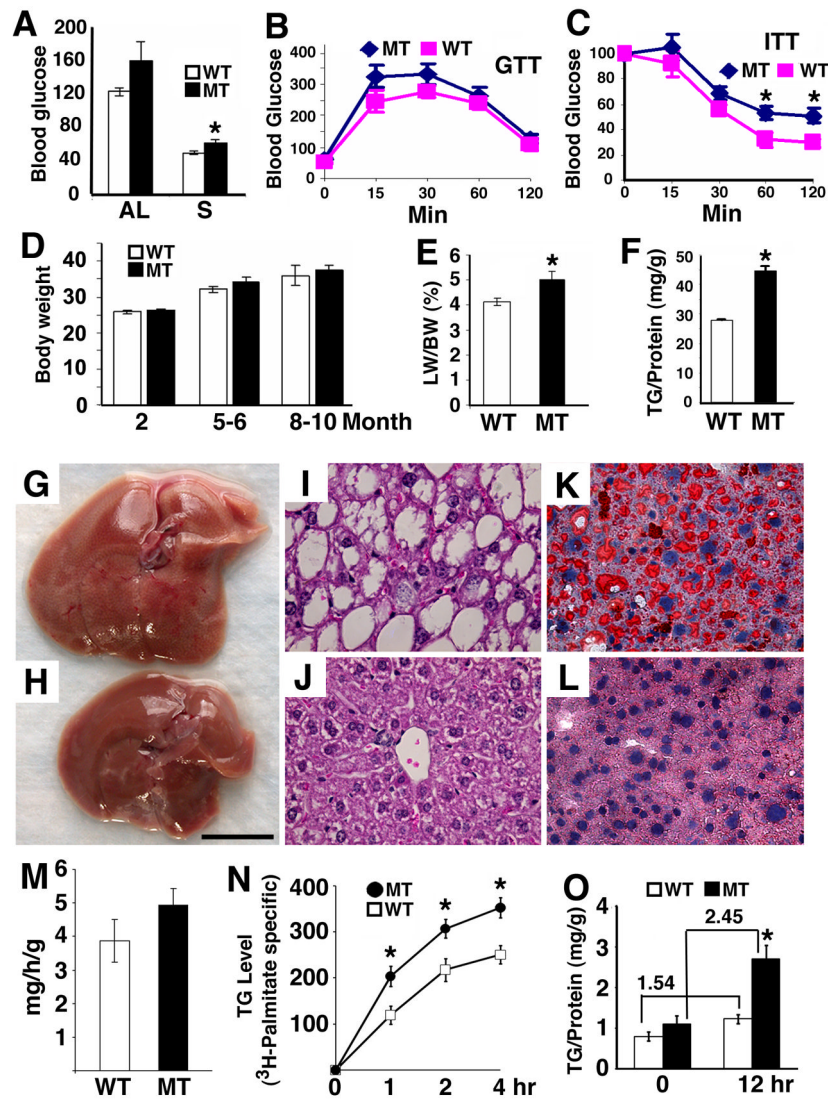 A
Blood glucose
200
160
120
80
40
0
WT
MT
*
AL S
B
Blood Glucose
400
300
200
100
0
MT WT
GTT
0 15 30 60 120
Min
C
Blood Glucose
100
80
60
40
20
0
ITT
MT WT
* *
0 15 30 60 120
Min
D
Body weight
40
30
20
10
0
WT
MT
2 5-6 8-10 Month
E
LW/BW (%)
6
5
4
3
2
1
0
*
WT MT
F
TG/Protein (mg/g)
45
30
15
0
*
WT MT
G
H
I
J
K
L
M
mg/h/g
6
5
4
3
2
1
WT MT
N
TG Level
(³H-Palmitate specific)
400
300
200
100
MT
WT
* * *
0 1 2 4 hr
O
TG/Protein (mg/g)
4
3
2
1
0
WT MT
2.45
*
1.54
0 12 hr